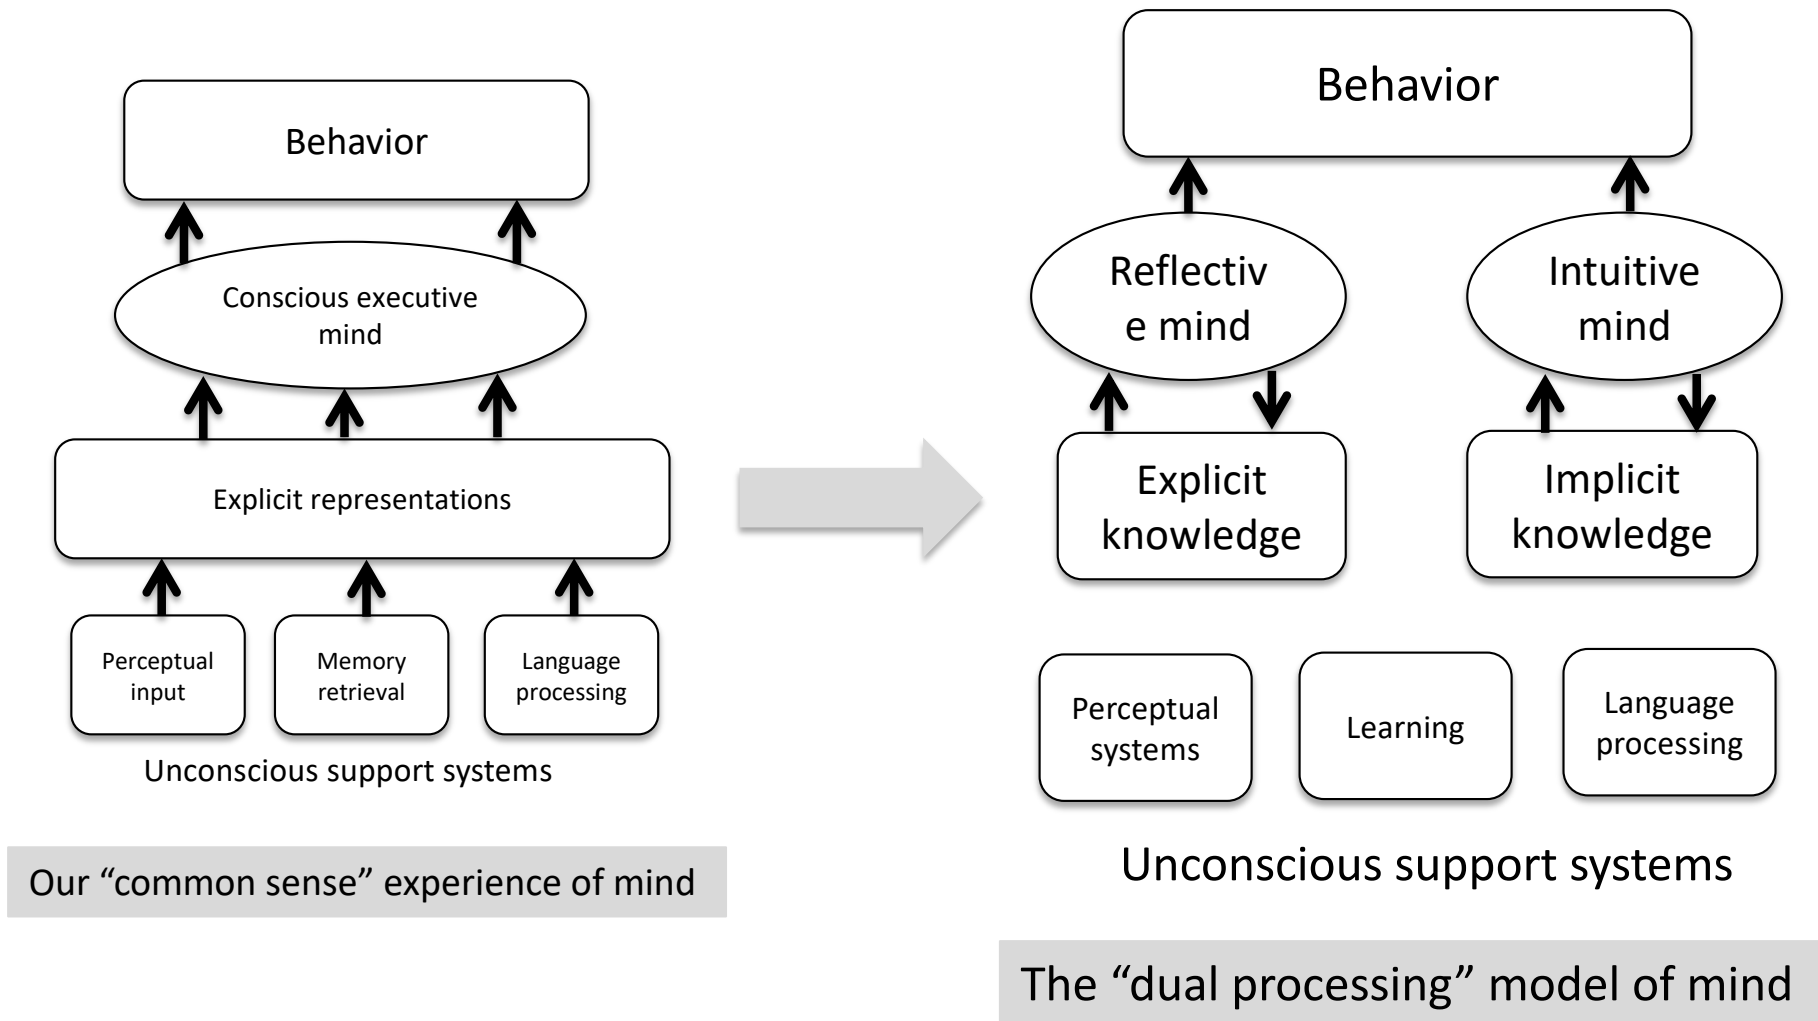 Behavior
Conscious executive
mind
Explicit representations
Perceptual
input
Memory
retrieval
Language
processing
Unconscious support systems
Our “common sense” experience of mind
Behavior
Reflectiv
e mind
Intuitive
mind
Explicit
knowledge
Implicit
knowledge
Perceptual
systems
Learning
Language
processing
Unconscious support systems
The “dual processing” model of mind